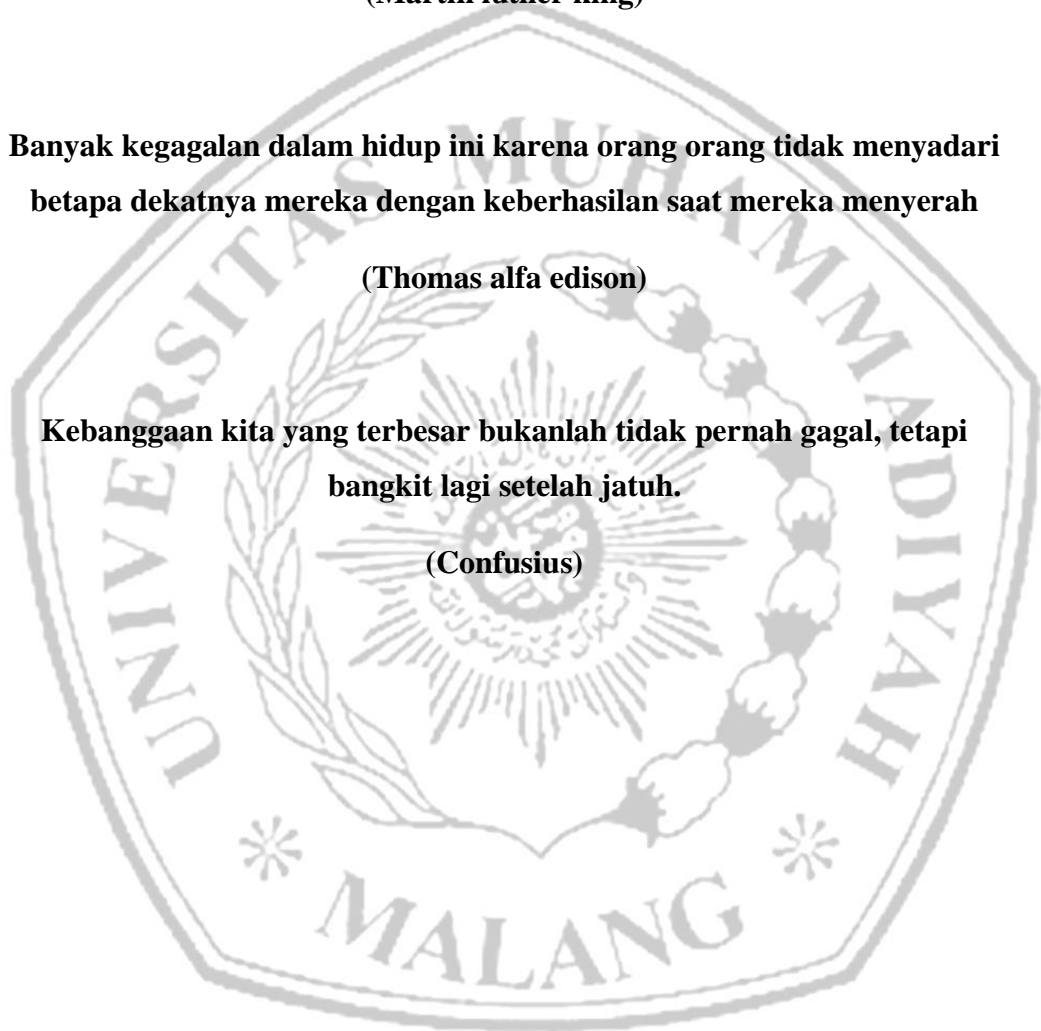 (Martin luther king)
Banyak kegagalan dalam hidup ini karena orang orang tidak menyadari
betapa dekatnya mereka dengan keberhasilan saat mereka menyerah
(Thomas alfa edison)
Kebanggaan kita yang terbesar bukanlah tidak pernah gagal, tetapi
bangkit lagi setelah jatuh.
(Confusius)
UNIVERSITAS MUHAMMADIYAH
MALANG